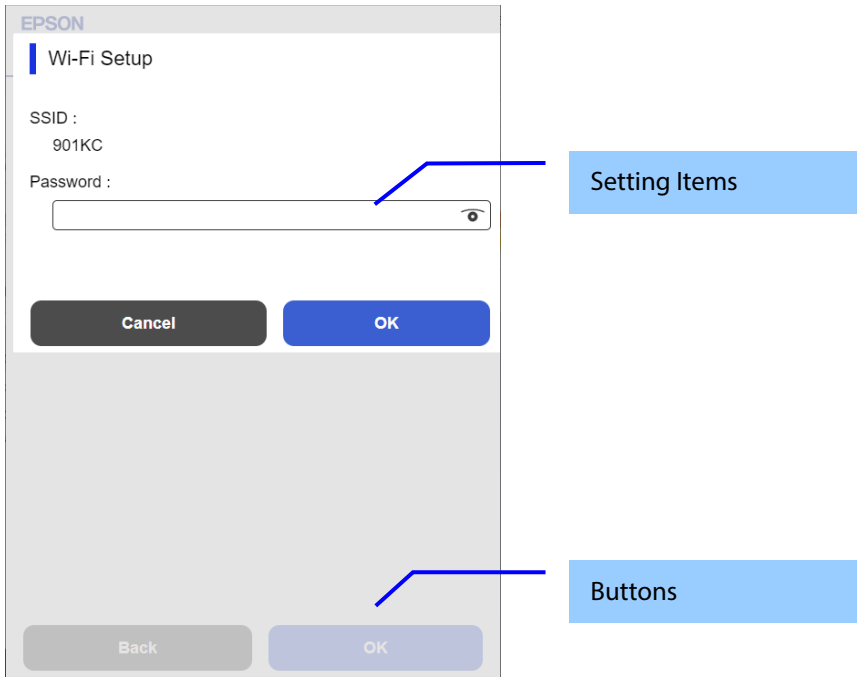 EPSON
Wi-Fi Setup
SSID :
901KC
Password :
Setting Items
Cancel OK
Buttons
Back OK